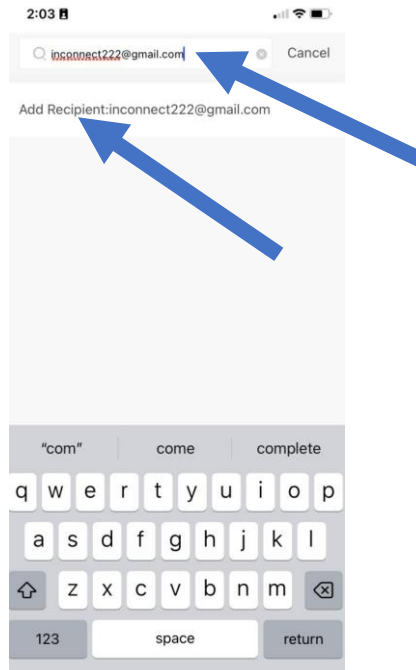 2:03
inconnect222@gmail.com
Cancel
Add Recipient:inconnect222@gmail.com
"com" come complete
q w e r t y u i o p
a s d f g h j k l
z x c v b n m
123 space return